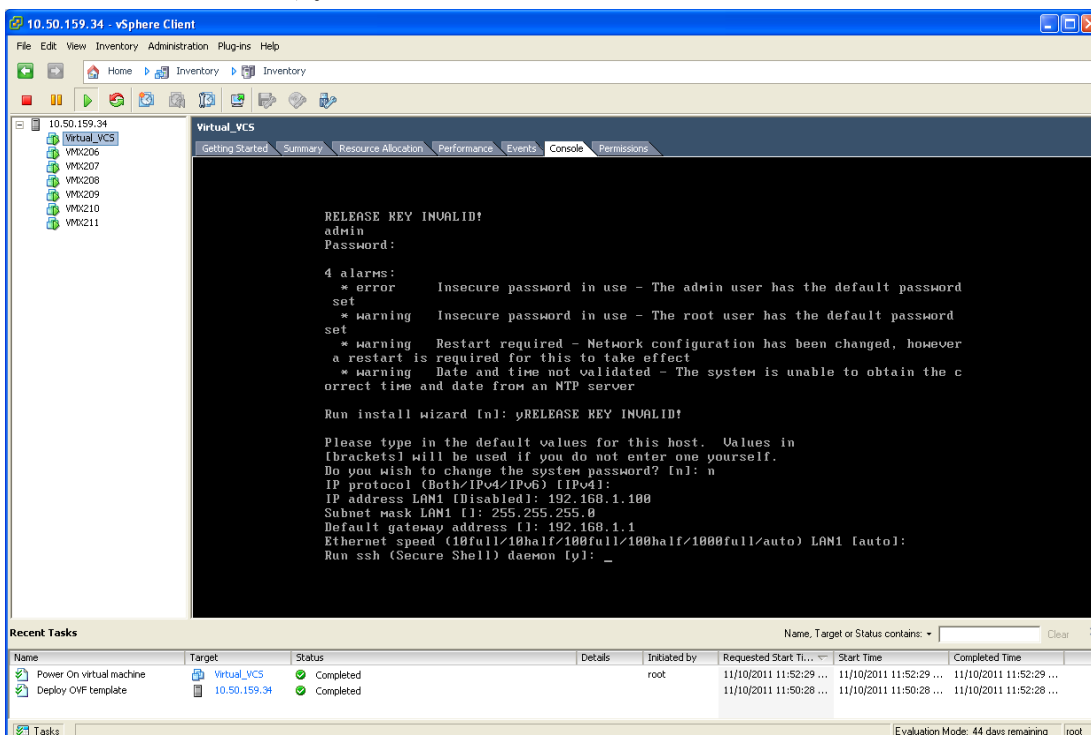 10.50.159.34 - vSphere Client
File Edit View Inventory Administration Plug-ins Help
Home Inventory Inventory
10.50.159.34
Virtual_VCS
VMX206
VMX207
VMX208
VMX209
VMX210
VMX211
Virtual_VCS
Getting Started Summary Resource Allocation Performance Events Console Permissions
RELEASE KEY INVALID!
admin
Password:
4 alarms:
* error Insecure password in use - The admin user has the default password
set
* warning Insecure password in use - The root user has the default password
set
* warning Restart required - Network configuration has been changed, however
a restart is required for this to take effect
* warning Date and time not validated - The system is unable to obtain the c
orrect time and date from an NTP server
Run install wizard [n]: yRELEASE KEY INVALID!
Please type in the default values for this host. Values in
[brackets] will be used if you do not enter one yourself.
Do you wish to change the system password? [n]: n
IP protocol (Both/IPv4/IPv6) [IPv4]:
IP address LAN1 [Disabled]: 192.168.1.100
Subnet mask LAN1 []: 255.255.255.0
Default gateway address []: 192.168.1.1
Ethernet speed (10full/10half/100full/100half/1000full/auto) LAN1 [auto]:
Run ssh (Secure Shell) daemon [y]: _
Recent Tasks
Name, Target or Status contains: Clear
Name Target Status Details Initiated by Requested Start Ti... Start Time Completed Time
Power On virtual machine Virtual_VCS Completed root 11/10/2011 11:52:29 ... 11/10/2011 11:52:29 ... 11/10/2011 11:52:29 ...
Deploy OVF template 10.50.159.34 Completed 11/10/2011 11:50:28 ... 11/10/2011 11:50:28 ... 11/10/2011 11:52:28 ...
Tasks Evaluation Mode: 44 days remaining root